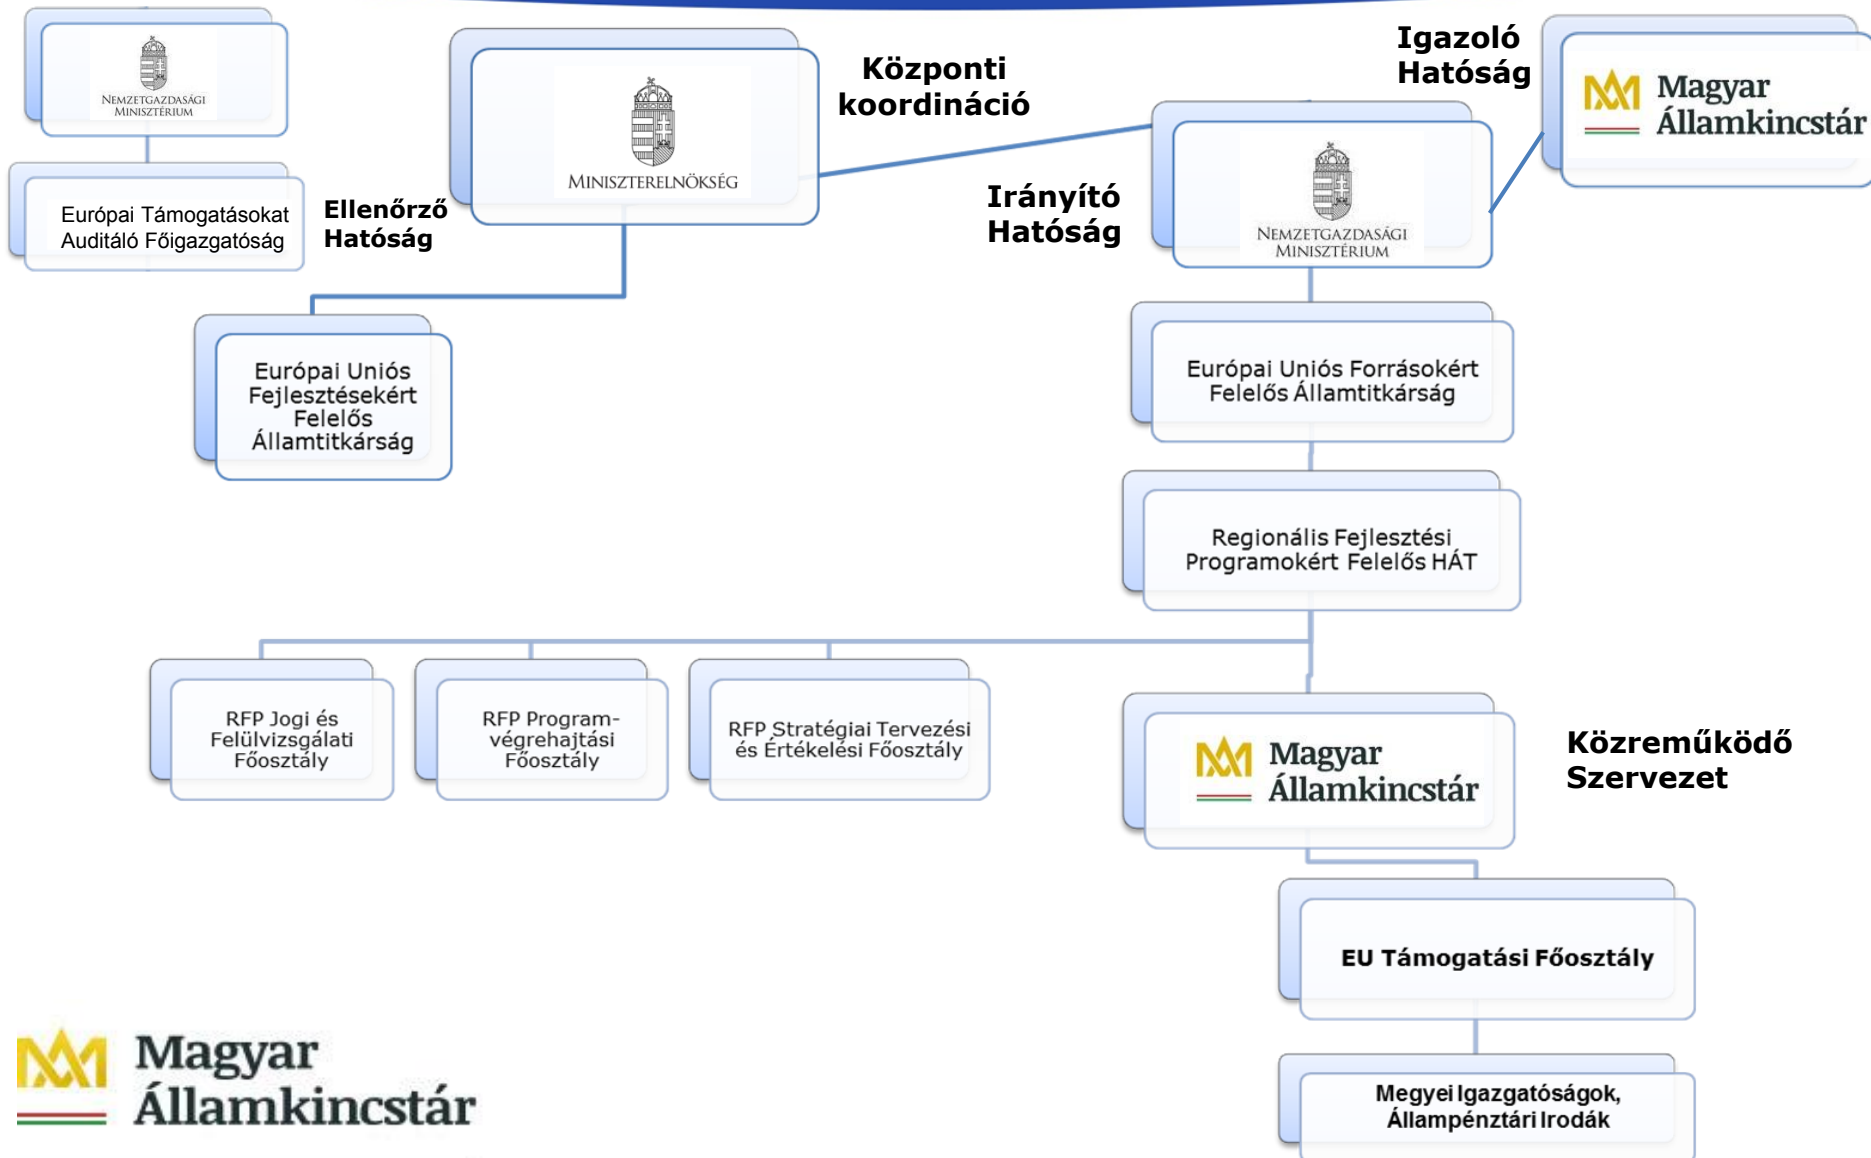 NEMZETGAZDASÁGI
MINISZTÉRIUM
Európai Támogatásokat
Auditáló Főigazgatóság
Ellenőrző
Hatóság
MINISZTERELNÖKSÉG
Központi
koordináció
Irányító
Hatóság
NEMZETGAZDASÁGI
MINISZTÉRIUM
Igazoló
Hatóság
Magyar
Államkincstár
Európai Uniós
Fejlesztésekért
Felelős
Államtitkárság
Európai Uniós Forrásokért
Felelős Államtitkárság
Regionális Fejlesztési
Programokért Felelős HÁT
RFP Jogi és
Felülvizsgálati
Főosztály
RFP Program-
végrehajtási
Főosztály
RFP Stratégiai Tervezési
és Értékelési Főosztály
Magyar
Államkincstár
Közreműködő
Szervezet
EU Támogatási Főosztály
Megyei Igazgatóságok,
Állampénztári Irodák
Magyar
Államkincstár